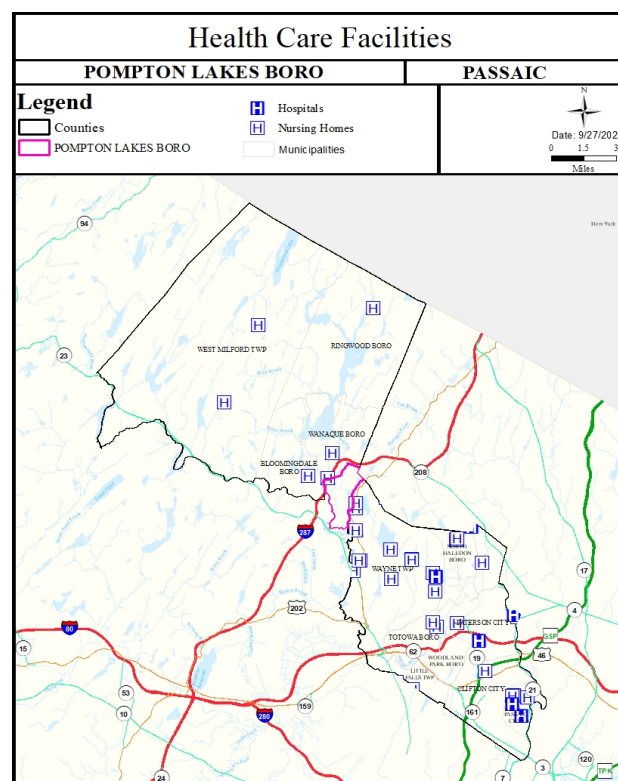 Health Care Facilities
POMPTON LAKES BORO
PASSAIC
Legend
Counties
POMPTON LAKES BORO
H Hospitals
H Nursing Homes
Municipalities
N
Date: 9/27/202
0 1.5 3
Miles
New York
94
23
WEST MILFORD TWP
RINGWOOD BORO
WANAQUE BORO
BLOOMINGDALE
BORO
208
287
17
HALEDON
BORO
WAYNE TWP
202
4
80
TOTOWA BORO
GSP
15
62
WOODLAND
PARK BORO
19
46
LITTLE
FALLS TWP
53
CLIFTON CITY
21
10
159
161
280
120
24
7
3
TPK